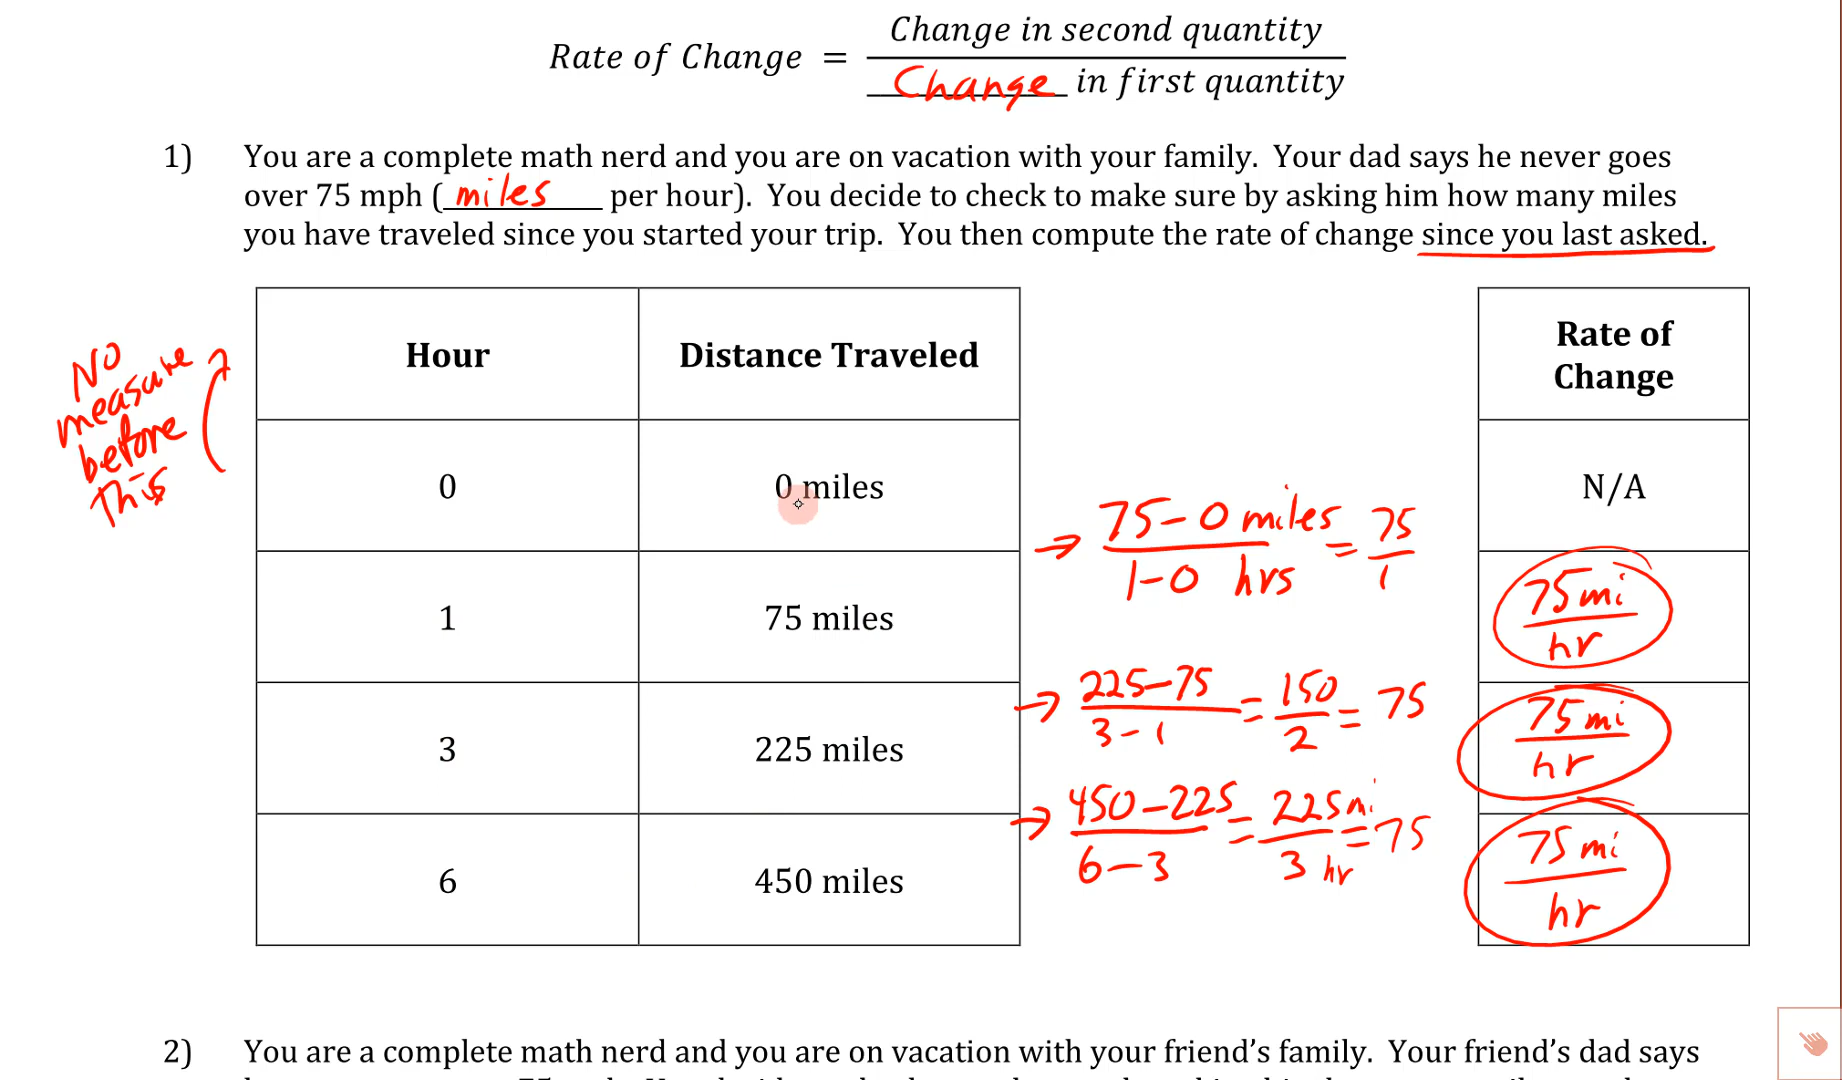 Rate of Change = Change in second quantity
Change in first quantity
1) You are a complete math nerd and you are on vacation with your family. Your dad says he never goes
over 75 mph (miles per hour). You decide to check to make sure by asking him how many miles
you have traveled since you started your trip. You then compute the rate of change since you last asked.
No
measure
before
this
Hour Distance Traveled Rate of
Change
0 0 miles N/A
→ 75-0 miles = 75
1-0 hrs 1
1 75 miles 75 mi
hr
→ 225-75 = 150 = 75
3-1 2
3 225 miles 75 mi
hr
→ 450-225 = 225 mi = 75
6-3 3 hr
6 450 miles 75 mi
hr
2) You are a complete math nerd and you are on vacation with your friend's family. Your friend's dad says